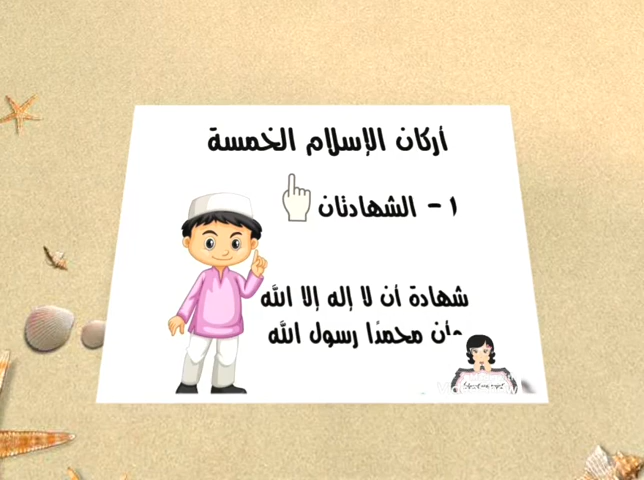 أركان الإسلام الخمسة
١ - الشهادتان
شهادة أن لا إله إلا الله
وأن محمدًا رسول الله